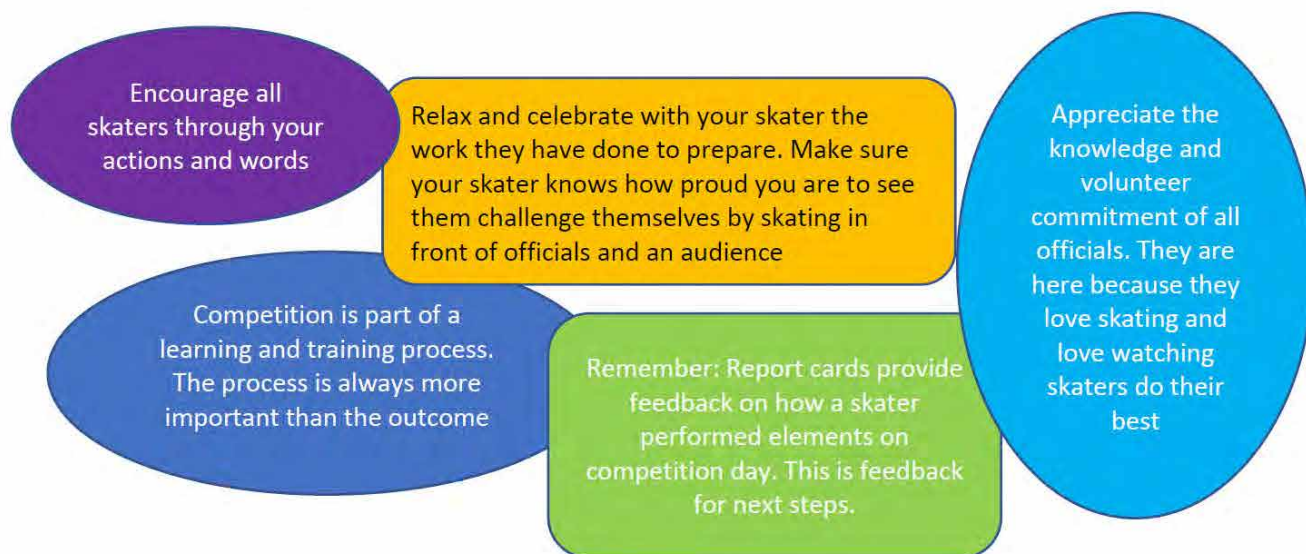 Encourage all
skaters through your
actions and words
Relax and celebrate with your skater the
work they have done to prepare. Make sure
your skater knows how proud you are to see
them challenge themselves by skating in
front of officials and an audience
Appreciate the
knowledge and
volunteer
commitment of all
officials. They are
here because they
love skating and
love watching
skaters do their
best
Competition is part of a
learning and training process.
The process is always more
important than the outcome
Remember: Report cards provide
feedback on how a skater
performed elements on
competition day. This is feedback
for next steps.